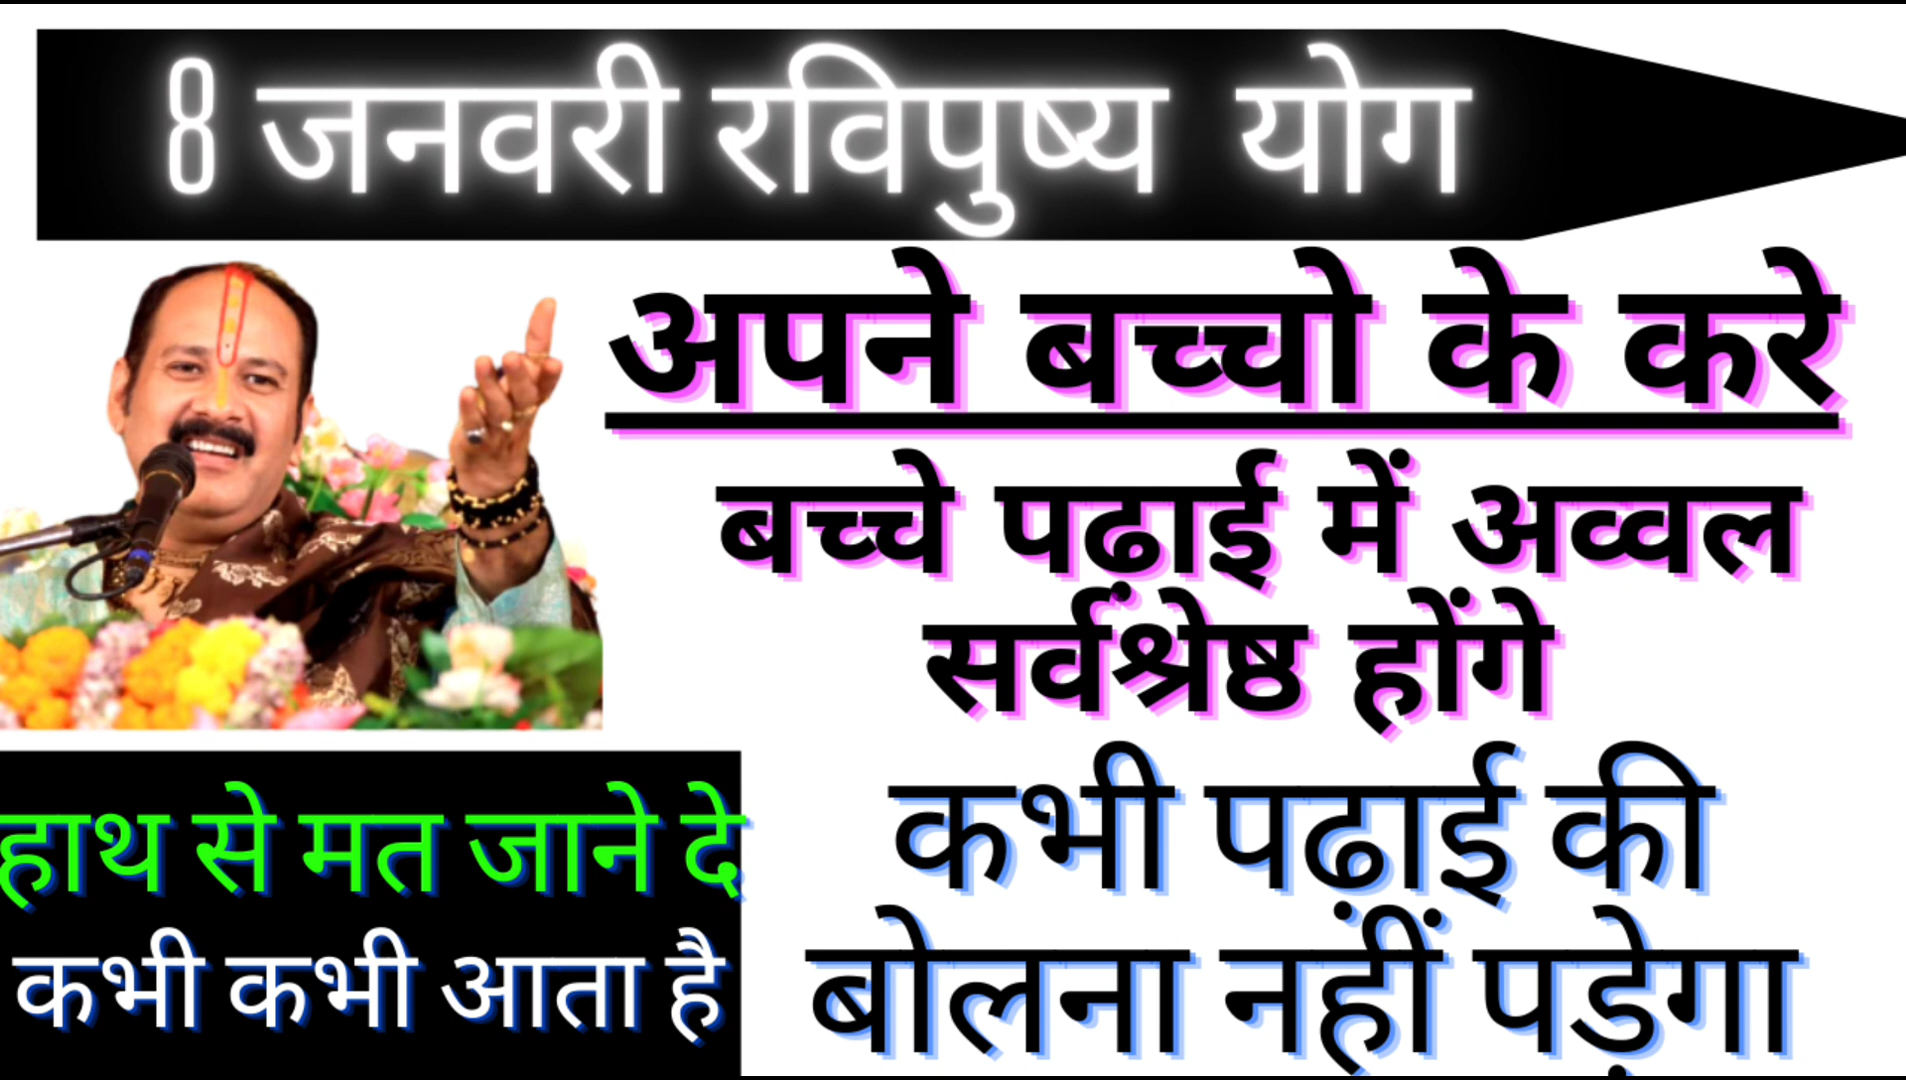 8 जनवरी रविपुष्य योग
अपने बच्चो के करे
बच्चे पढ़ाई में अव्वल
सर्वश्रेष्ठ होंगे
कभी पढ़ाई की
बोलना नहीं पड़ेगा
हाथ से मत जाने दे
कभी कभी आता है